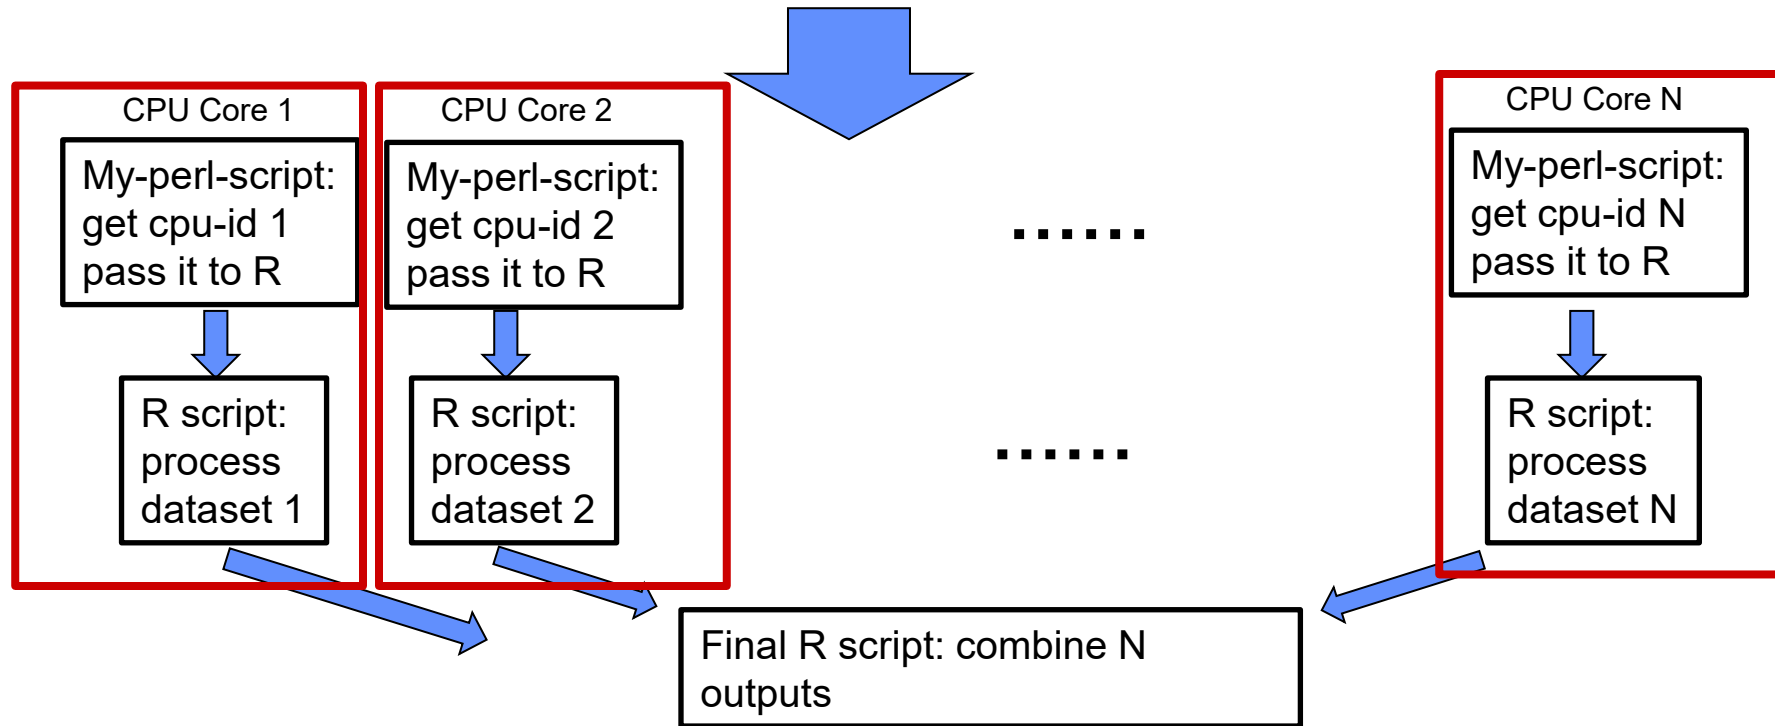 CPU Core 1
My-perl-script:
get cpu-id 1
pass it to R
R script:
process
dataset 1
CPU Core 2
My-perl-script:
get cpu-id 2
pass it to R
R script:
process
dataset 2
......
......
CPU Core N
My-perl-script:
get cpu-id N
pass it to R
R script:
process
dataset N
Final R script: combine N
outputs